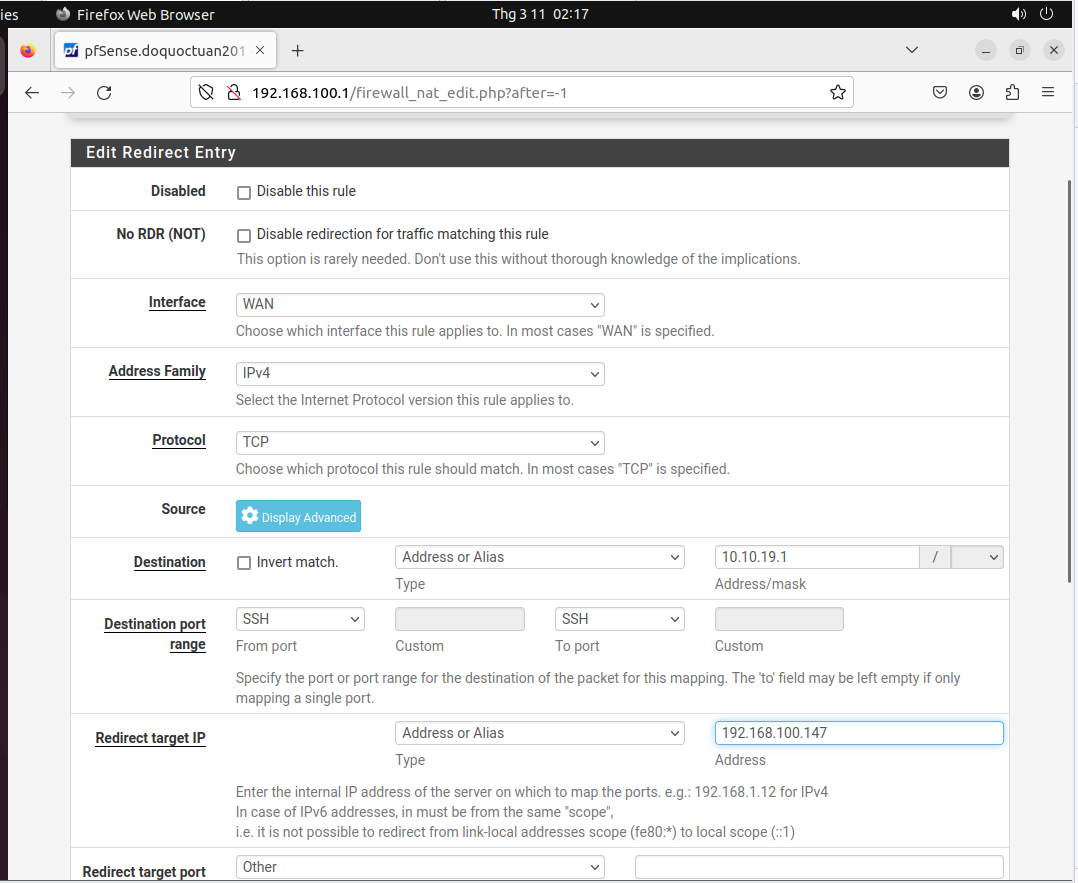 ies Firefox Web Browser Thg 3 11 02:17
pfSense.doquoctuan201
192.168.100.1/firewall_nat_edit.php?after=-1
Edit Redirect Entry
Disabled Disable this rule
No RDR (NOT) Disable redirection for traffic matching this rule
This option is rarely needed. Don't use this without thorough knowledge of the implications.
Interface WAN
Choose which interface this rule applies to. In most cases "WAN" is specified.
Address Family IPv4
Select the Internet Protocol version this rule applies to.
Protocol TCP
Choose which protocol this rule should match. In most cases "TCP" is specified.
Source Display Advanced
Destination Invert match. Address or Alias 10.10.19.1 /
Type Address/mask
Destination port range SSH SSH
From port Custom To port Custom
Specify the port or port range for the destination of the packet for this mapping. The 'to' field may be left empty if only
mapping a single port.
Redirect target IP Address or Alias 192.168.100.147
Type Address
Enter the internal IP address of the server on which to map the ports. e.g.: 192.168.1.12 for IPv4
In case of IPv6 addresses, in must be from the same "scope",
i.e. it is not possible to redirect from link-local addresses scope (fe80:*) to local scope (::1)
Redirect target port Other